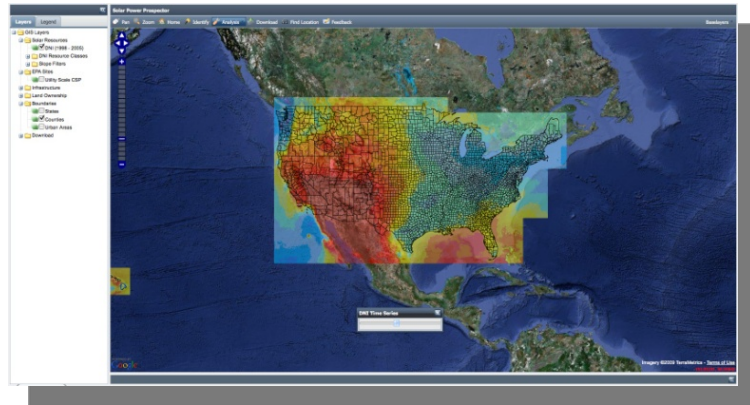 Solar Power Prospector
Pan Zoom Home Identify Analysis Download Find Location Feedback Baselayers
Layers Legend
GIS Layers
Solar Resources
DNI (1998 - 2005)
DNI Resource Classes
Slope Filters
EPA Sites
Utility Scale CSP
Infrastructure
Land Ownership
Boundaries
States
Counties
Urban Areas
Download
DNI Time Series
Imagery ©2009 TerraMetrics - Terms of Use